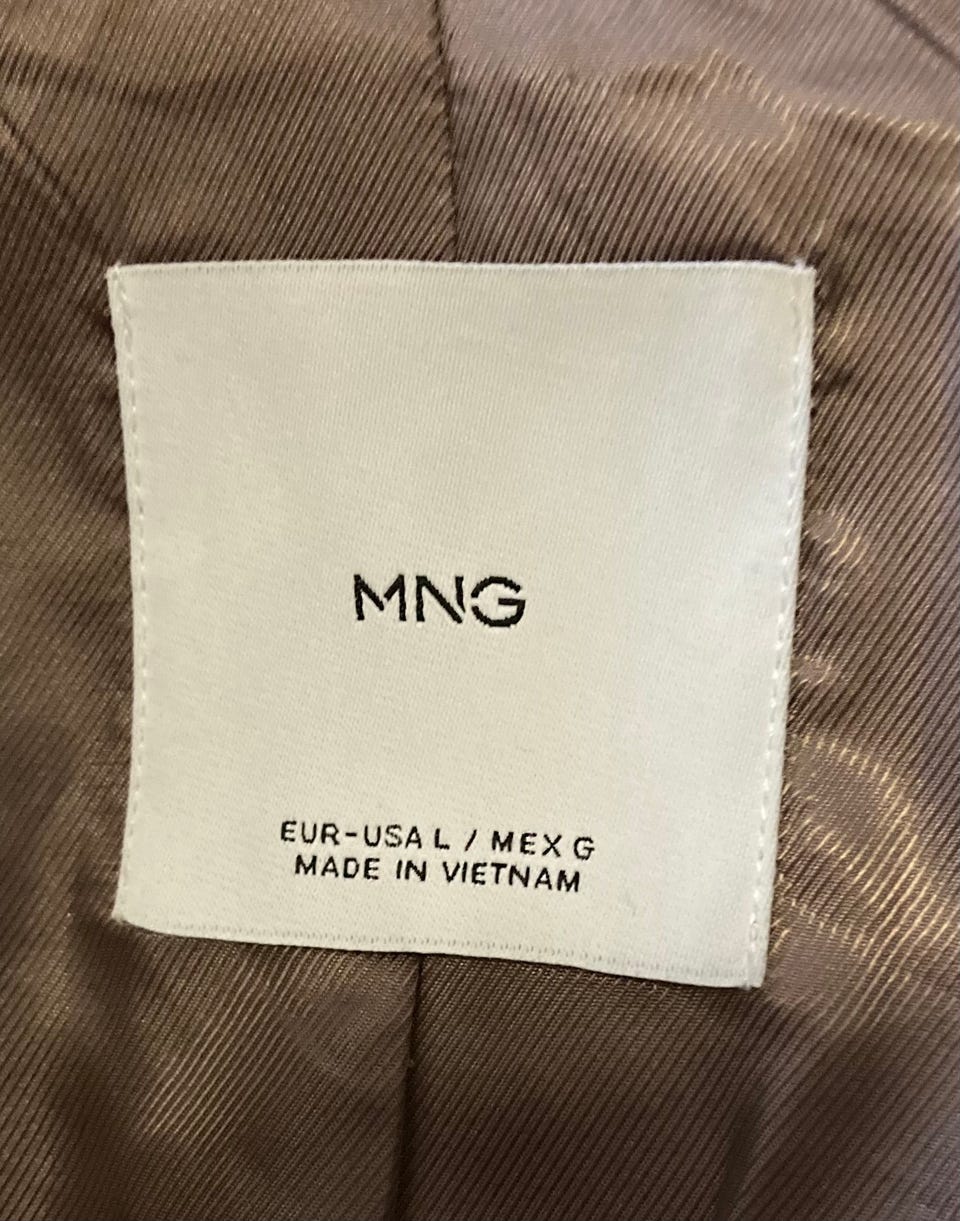 MNG
EUR-USA L / MEX G
MADE IN VIETNAM